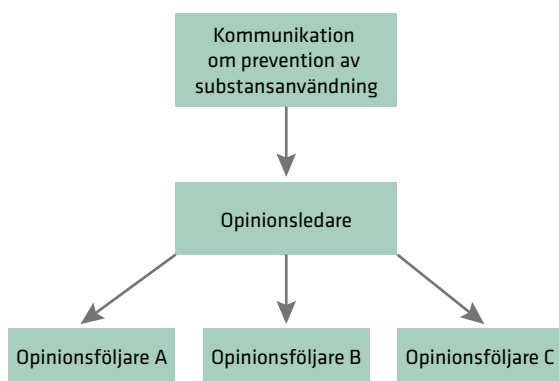 Kommunikation
om prevention av
substansanvändning
Opinionsledare
Opinionsföljare A
Opinionsföljare B
Opinionsföljare C